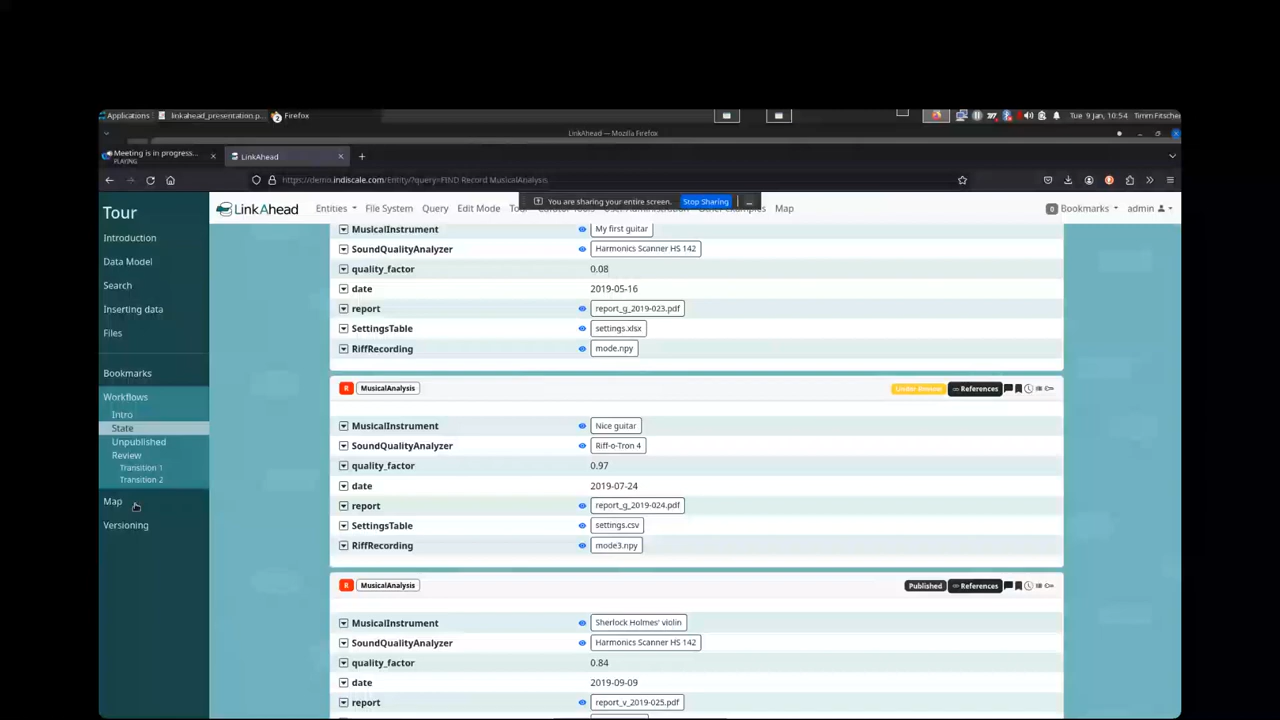 Applications linkahead_presentation.p... Firefox Tue 9 Jan, 10:54 Timm Fitscher
LinkAhead — Mozilla Firefox
Meeting is in progress...
PLAYING
LinkAhead
https://demo.indiscale.com/Entity/?query=FIND Record MusicalAnalysis
You are sharing your entire screen. Stop Sharing
LinkAhead Entities File System Query Edit Mode Map 0 Bookmarks admin
Tour
Introduction
Data Model
Search
Inserting data
Files
Bookmarks
Workflows
Intro
State
Unpublished
Review
Transition 1
Transition 2
Map
Versioning
MusicalInstrument My first guitar
SoundQualityAnalyzer Harmonics Scanner HS 142
quality_factor 0.08
date 2019-05-16
report report_g_2019-023.pdf
SettingsTable settings.xlsx
RiffRecording mode.npy
R MusicalAnalysis Under Review References
MusicalInstrument Nice guitar
SoundQualityAnalyzer Riff-o-Tron 4
quality_factor 0.97
date 2019-07-24
report report_g_2019-024.pdf
SettingsTable settings.csv
RiffRecording mode3.npy
R MusicalAnalysis Published References
MusicalInstrument Sherlock Holmes' violin
SoundQualityAnalyzer Harmonics Scanner HS 142
quality_factor 0.84
date 2019-09-09
report report_v_2019-025.pdf